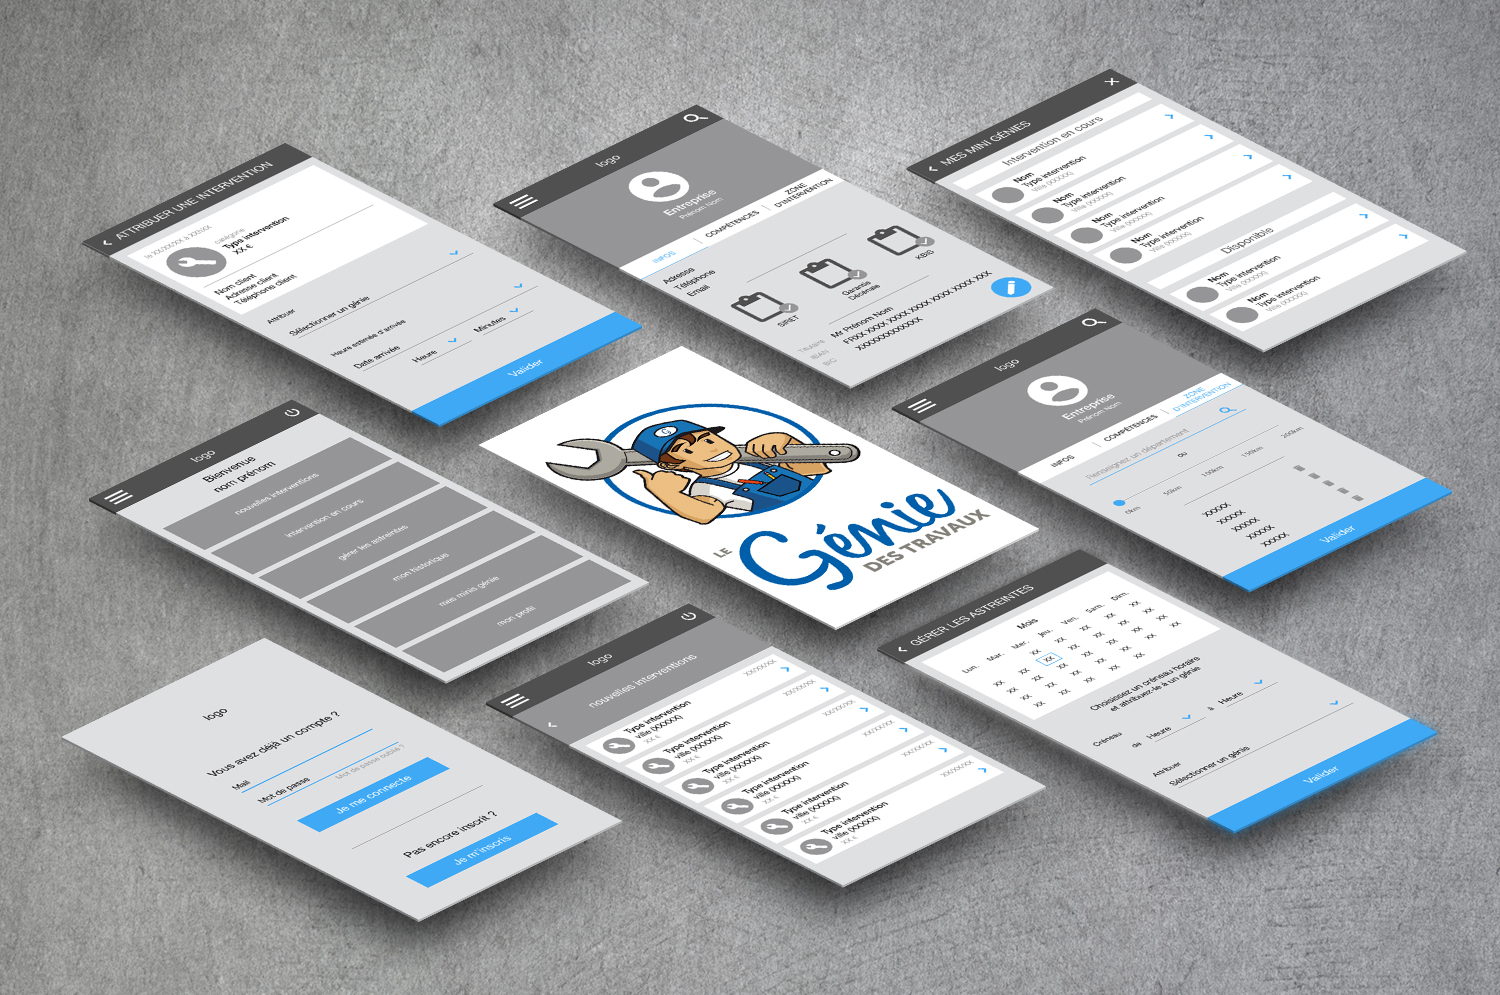 ATTRIBUER UNE INTERVENTION
le XX/XX/XX à XXhXX
catégorie
Type intervention
XX €
Nom client
Adresse client
Téléphone client
Attribuer
Sélectionner un génie
Heure estimée d'arrivée
Date arrivée
Heure
Minutes
Valider
logo
Entreprise
Prénom Nom
INFOS
COMPÉTENCES
ZONE
D'INTERVENTION
Adresse
Téléphone
Email
SIRET
Garantie
Décénale
KBIS
Titulaire
Mr Prénom Nom
IBAN
FRXX XXXX XXXX XXXX XXXX XXXX XXX
BIC
XXXXXXXXXXXXX
MES MINI GÉNIES
Intervention en cours
Nom
Type intervention
Ville (XXXXX)
Nom
Type intervention
Ville (XXXXX)
Nom
Type intervention
Ville (XXXXX)
Nom
Type intervention
Ville (XXXXX)
Disponible
Nom
Type intervention
Ville (XXXXX)
Nom
Type intervention
Ville (XXXXX)
logo
Bienvenue
nom prénom
nouvelles interventions
intervention en cours
gérer les astreintes
mon historique
mes minis génie
mon profil
G
LE
Génie
DES TRAVAUX
logo
Entreprise
Prénom Nom
INFOS
COMPÉTENCES
ZONE
D'INTERVENTION
Renseignez un département
ou
0km
50km
100km
150km
200km
XXXXX
XXXXX
XXXXX
XXXXX
XXXXX
Valider
logo
Vous avez déjà un compte ?
Mail
Mot de passe
Mot de passe oublié ?
Je me connecte
Pas encore inscrit ?
Je m'inscris
logo
nouvelles interventions
Type intervention
ville (XXXXX)
XX €
XX/XX/XX
Type intervention
ville (XXXXX)
XX €
XX/XX/XX
Type intervention
ville (XXXXX)
XX €
XX/XX/XX
Type intervention
ville (XXXXX)
XX €
XX/XX/XX
Type intervention
ville (XXXXX)
XX €
XX/XX/XX
Type intervention
ville (XXXXX)
XX €
XX/XX/XX
GÉRER LES ASTREINTES
Mois
Lun. Mar. Mer. Jeu. Ven. Sam. Dim.
XX XX XX XX XX
XX XX XX XX XX XX XX
XX XX XX XX XX XX XX
XX XX XX XX XX XX XX
Choisissez un créneau horaire
et attribuez-le à un génie
Créneau
de
Heure
à
Heure
Attribuer
Sélectionner un génie
Valider